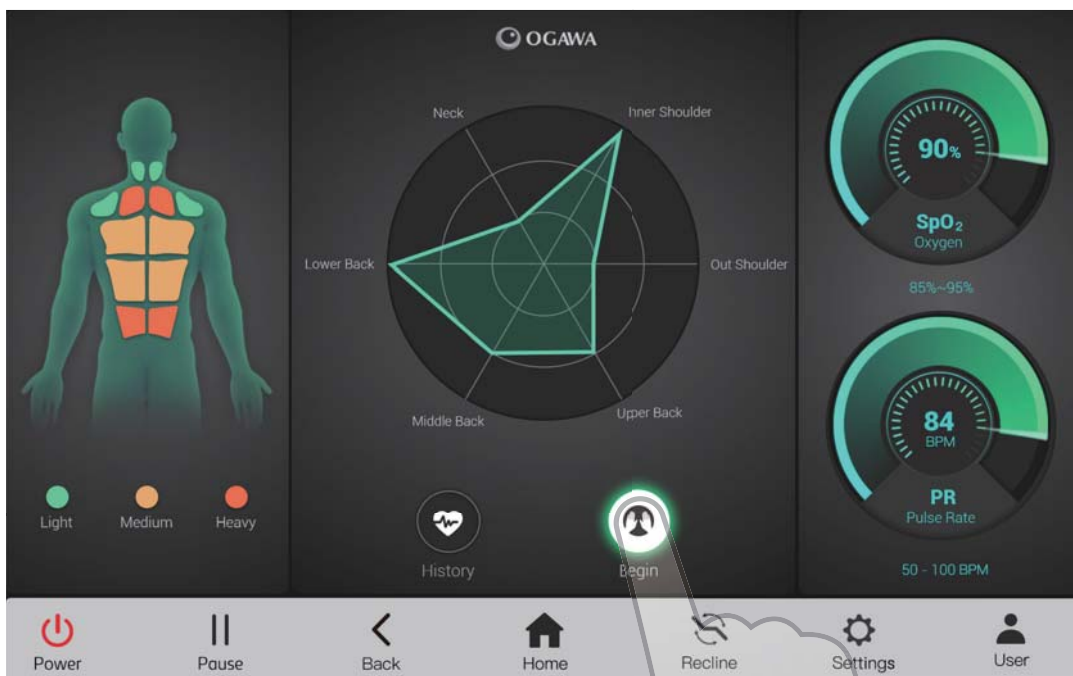 OGAWA
Neck
Inner Shoulder
Lower Back
Out Shoulder
Middle Back
Upper Back
Light
Medium
Heavy
History
Begin
90%
SpO₂
Oxygen
85%~95%
84
BPM
PR
Pulse Rate
50 - 100 BPM
Power
Pause
Back
Home
Recline
Settings
User